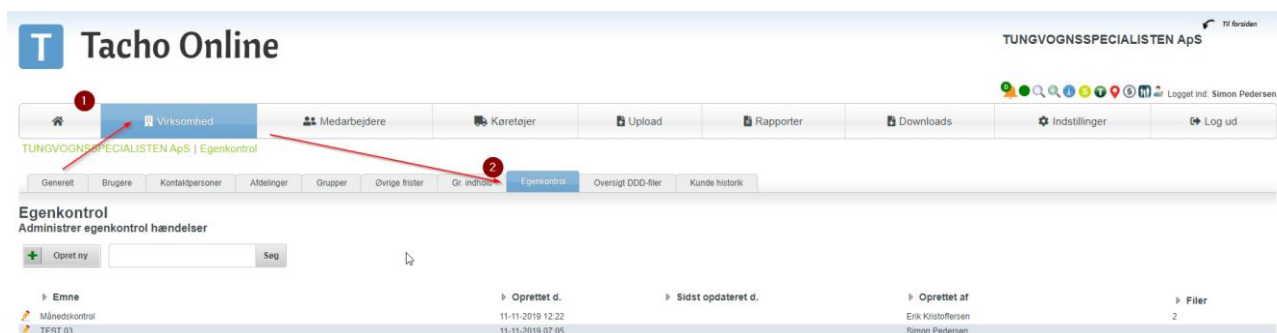 Til forsiden
T Tacho Online
TUNGVOGNSSPECIALISTEN ApS
0 Logget ind: Simon Pedersen
1
Virksomhed Medarbejdere Køretøjer Upload Rapporter Downloads Indstillinger Log ud
TUNGVOGNSSPECIALISTEN ApS | Egenkontrol
2
Generelt Brugere Kontaktpersoner Afdelinger Grupper Øvrige frister Gr. indhold Egenkontrol Oversigt DDD-filer Kunde historik
Egenkontrol
Administrer egenkontrol hændelser
Opret ny Søg
Emne Oprettet d. Sidst opdateret d. Oprettet af Filer
Månedskontrol 11-11-2019 12:22 Erik Kristoffersen 2
TEST 03 11-11-2019 07:05 Simon Pedersen